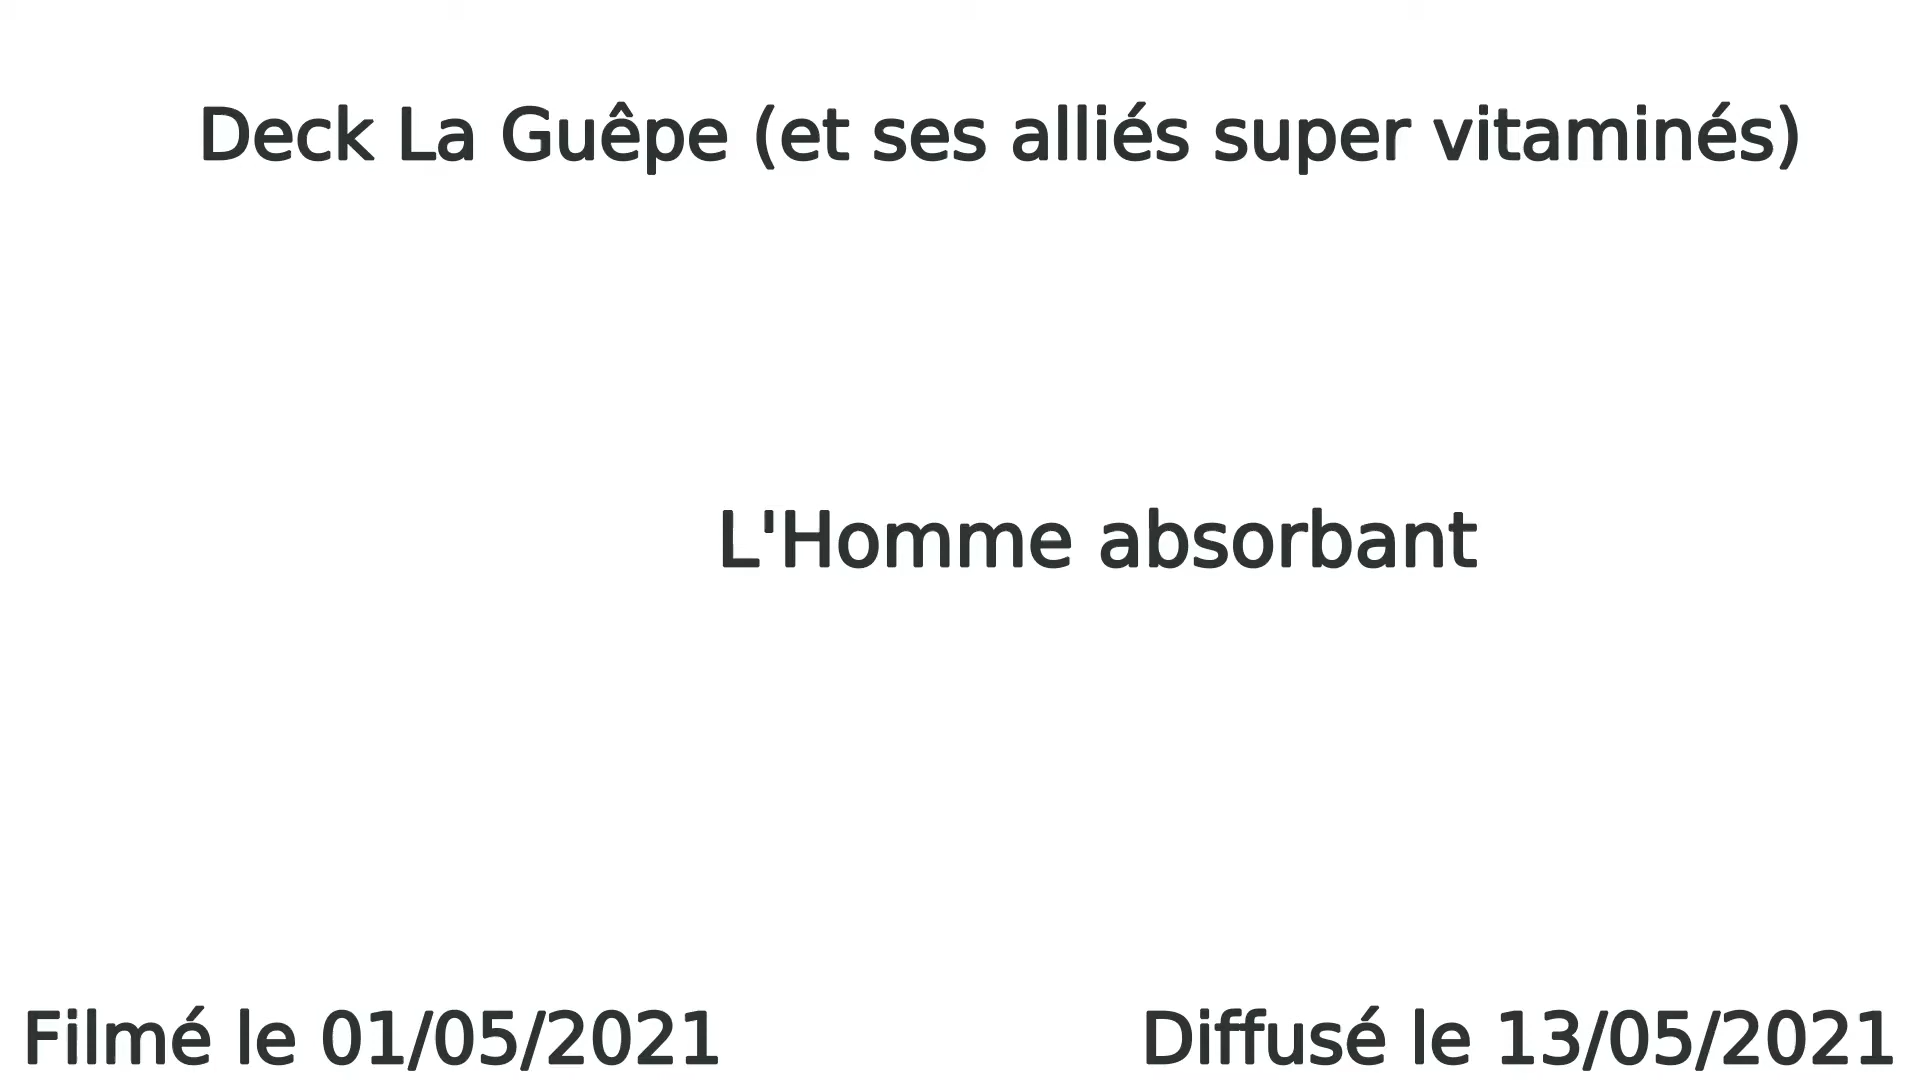 Deck La Guêpe (et ses alliés super vitaminés)
L'Homme absorbant
Filmé le 01/05/2021
Diffusé le 13/05/2021